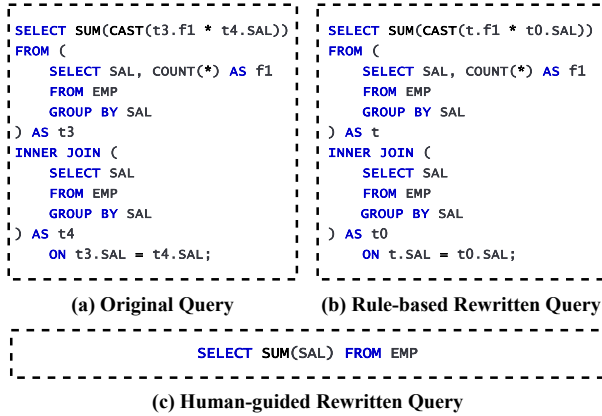 SELECT SUM(CAST(t3.f1 * t4.SAL))
FROM (
SELECT SAL, COUNT(*) AS f1
FROM EMP
GROUP BY SAL
) AS t3
INNER JOIN (
SELECT SAL
FROM EMP
GROUP BY SAL
) AS t4
ON t3.SAL = t4.SAL;
(a) Original Query
SELECT SUM(CAST(t.f1 * t0.SAL))
FROM (
SELECT SAL, COUNT(*) AS f1
FROM EMP
GROUP BY SAL
) AS t
INNER JOIN (
SELECT SAL
FROM EMP
GROUP BY SAL
) AS t0
ON t.SAL = t0.SAL;
(b) Rule-based Rewritten Query
SELECT SUM(SAL) FROM EMP
(c) Human-guided Rewritten Query